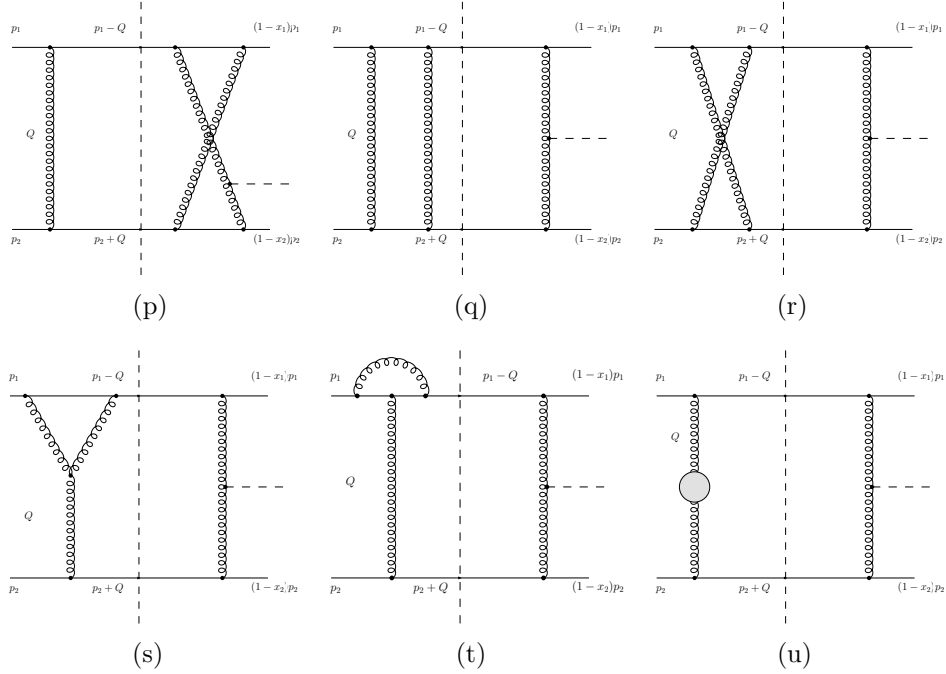 p₁ p₁ − Q (1−x₁)p₁ p₁ p₁ − Q (1−x₁)p₁ p₁ p₁ − Q (1−x₁)p₁
Q Q Q
p₂ p₂ + Q (1−x₂)p₂ p₂ p₂ + Q (1−x₂)p₂ p₂ p₂ + Q (1−x₂)p₂
(p) (q) (r)
p₁ p₁ − Q (1−x₁)p₁ p₁ p₁ − Q (1−x₁)p₁ p₁ p₁ − Q (1−x₁)p₁
Q Q Q
p₂ p₂ + Q (1−x₂)p₂ p₂ p₂ + Q (1−x₂)p₂ p₂ p₂ + Q (1−x₂)p₂
(s) (t) (u)